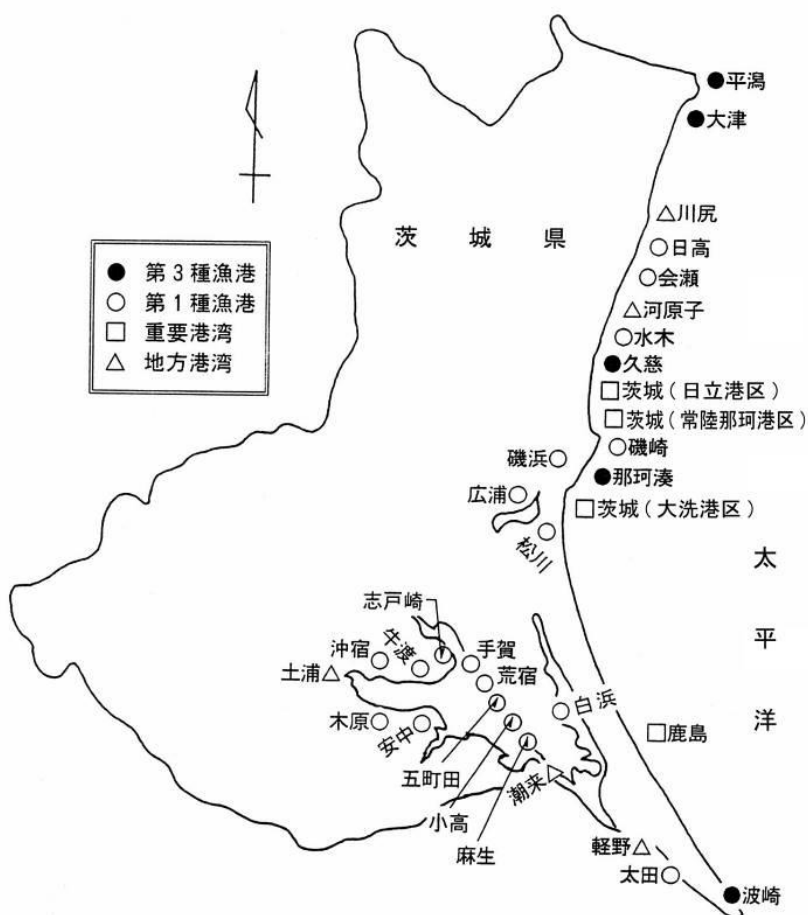 平潟
大津
川尻
茨城県
日高
会瀬
第3種漁港
第1種漁港
重要港湾
地方港湾
河原子
水木
久慈
茨城(日立港区)
茨城(常陸那珂港区)
磯崎
磯浜
那珂湊
広浦
茨城(大洗港区)
松川
太平洋
志戸崎
牛渡
沖宿
手賀
土浦
荒宿
白浜
木原
安中
鹿島
五町田
潮来
小高
麻生
軽野
太田
波崎